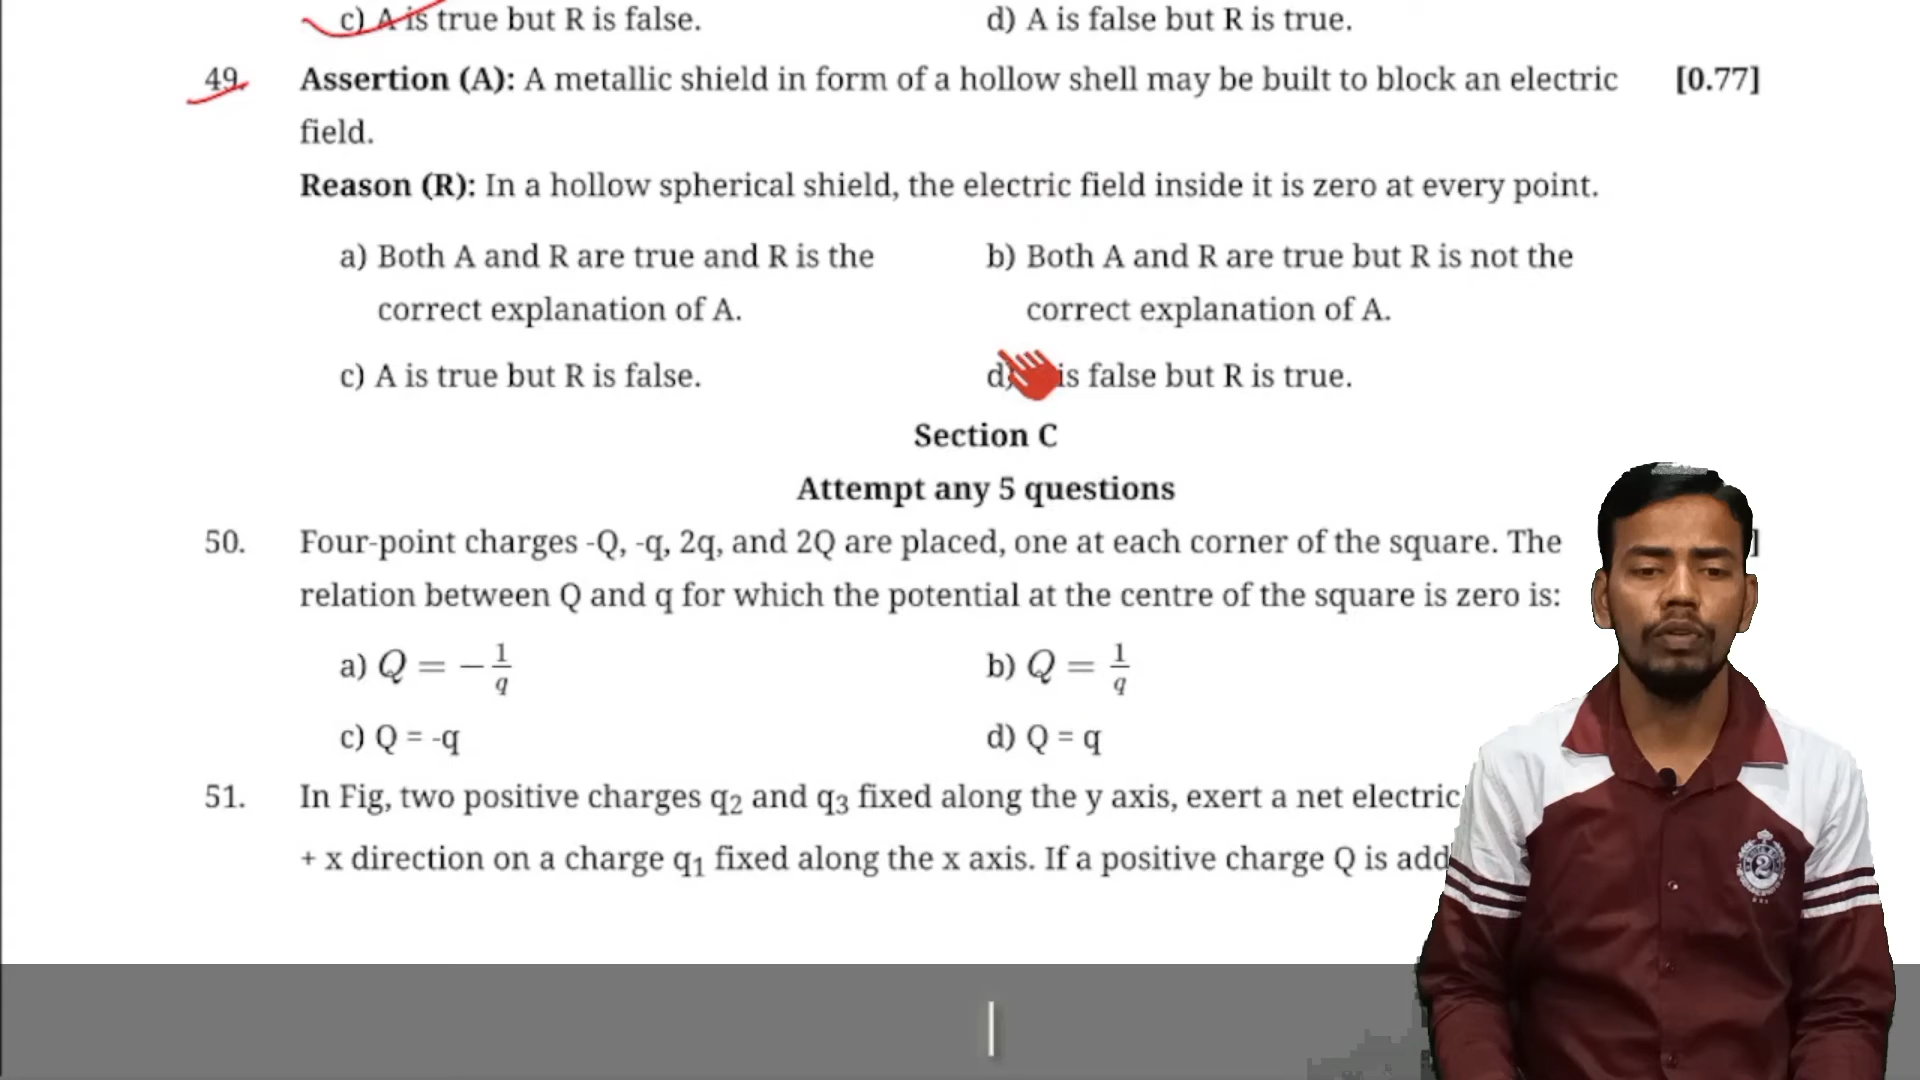 c) A is true but R is false. d) A is false but R is true.
49. Assertion (A): A metallic shield in form of a hollow shell may be built to block an electric [0.77]
field.
Reason (R): In a hollow spherical shield, the electric field inside it is zero at every point.
a) Both A and R are true and R is the b) Both A and R are true but R is not the
correct explanation of A. correct explanation of A.
c) A is true but R is false. d) is false but R is true.
Section C
Attempt any 5 questions
50. Four-point charges -Q, -q, 2q, and 2Q are placed, one at each corner of the square. The ]
relation between Q and q for which the potential at the centre of the square is zero is:
a) Q = -1/q b) Q = 1/q
c) Q = -q d) Q = q
51. In Fig, two positive charges q₂ and q₃ fixed along the y axis, exert a net electric
+ x direction on a charge q₁ fixed along the x axis. If a positive charge Q is add
2